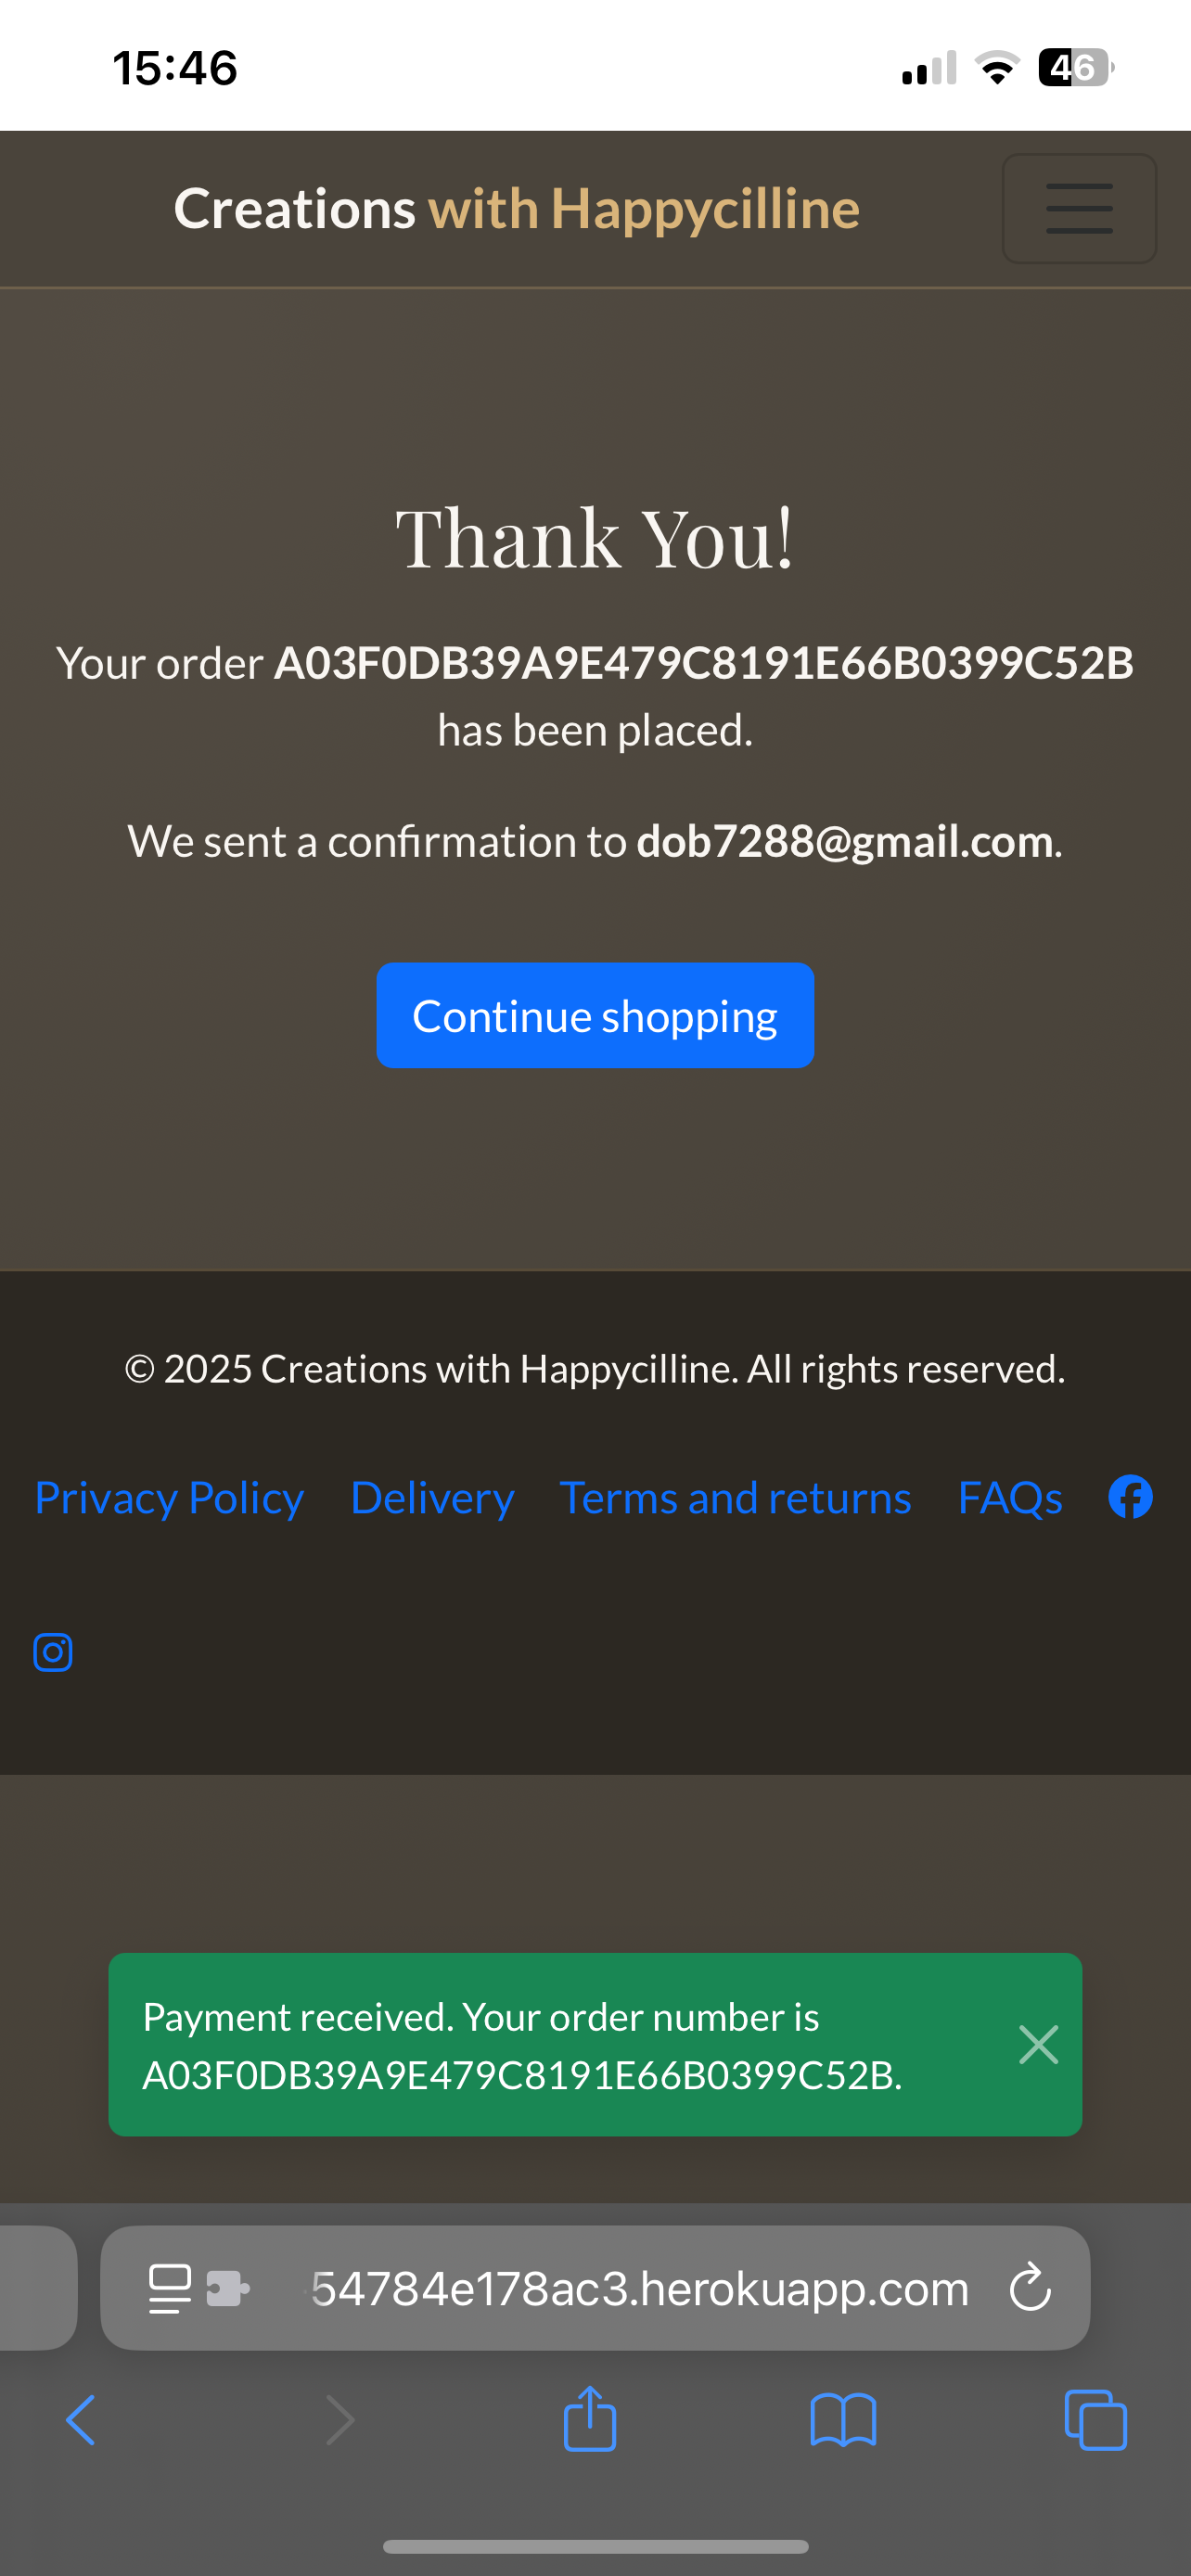 15:46
46
Creations with Happycilline
Thank You!
Your order A03F0DB39A9E479C8191E66B0399C52B
has been placed.
We sent a confirmation to dob7288@gmail.com.
Continue shopping
© 2025 Creations with Happycilline. All rights reserved.
Privacy Policy Delivery Terms and returns FAQs
Payment received. Your order number is
A03F0DB39A9E479C8191E66B0399C52B.
54784e178ac3.herokuapp.com